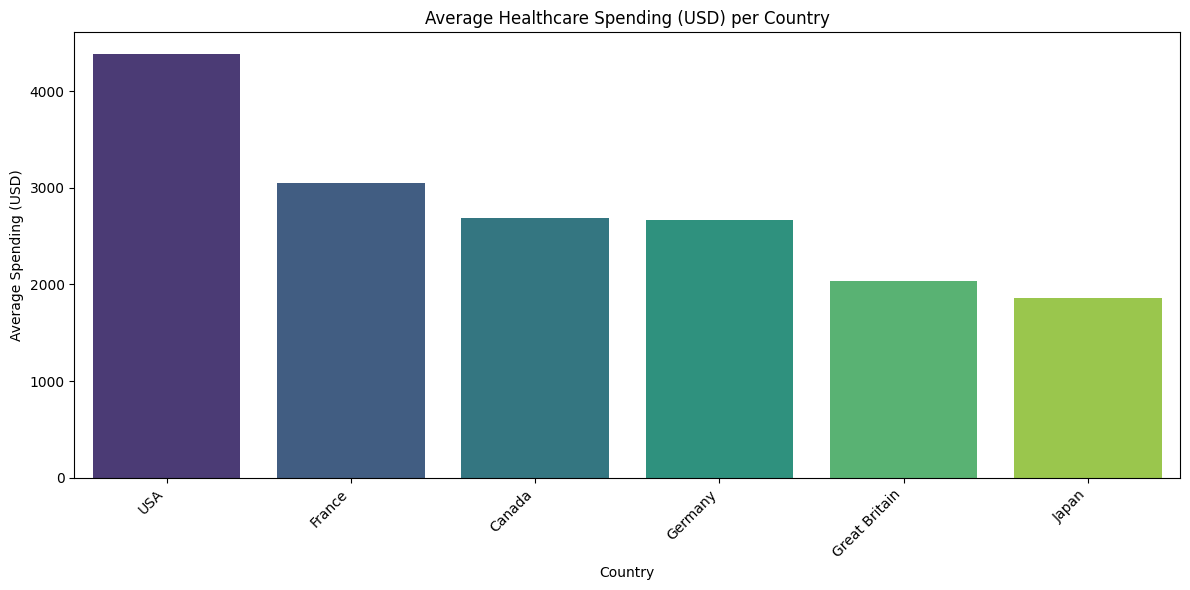 Average Healthcare Spending (USD) per Country
Average Spending (USD)
4000
3000
2000
1000
0
USA
France
Canada
Germany
Great Britain
Japan
Country